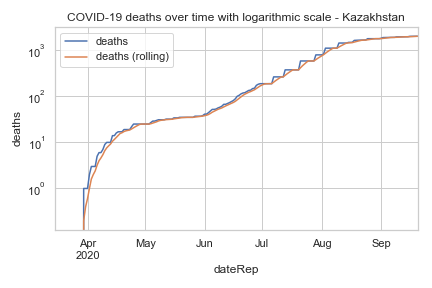 COVID-19 deaths over time with logarithmic scale - Kazakhstan
deaths
deaths (rolling)
10³
10²
10¹
10⁰
deaths
Apr
2020
May
Jun
Jul
Aug
Sep
dateRep